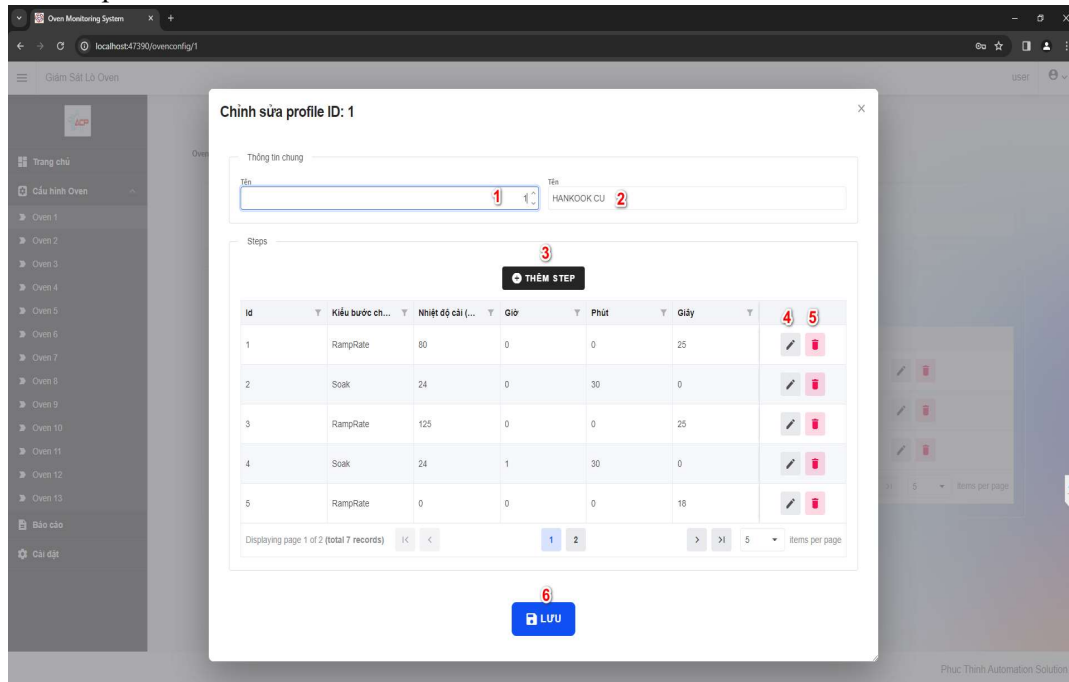 Oven Monitoring System
localhost:47390/ovenconfig/1
Giám Sát Lò Oven
user
ACP
Trang chủ
Cấu hình Oven
Oven 1
Oven 2
Oven 3
Oven 4
Oven 5
Oven 6
Oven 7
Oven 8
Oven 9
Oven 10
Oven 11
Oven 12
Oven 13
Báo cáo
Cài đặt
Oven
Chỉnh sửa profile ID: 1
Thông tin chung
Tên Tên
1 1 HANKOOK CU 2
Steps
3
THÊM STEP
Id Kiểu bước ch... Nhiệt độ cài (... Giờ Phút Giây 4 5
1 RampRate 80 0 0 25
2 Soak 24 0 30 0
3 RampRate 125 0 0 25
4 Soak 24 1 30 0
5 RampRate 0 0 0 18
Displaying page 1 of 2 (total 7 records) 1 2 5 items per page
5 items per page
6
LƯU
Phuc Thinh Automation Solution